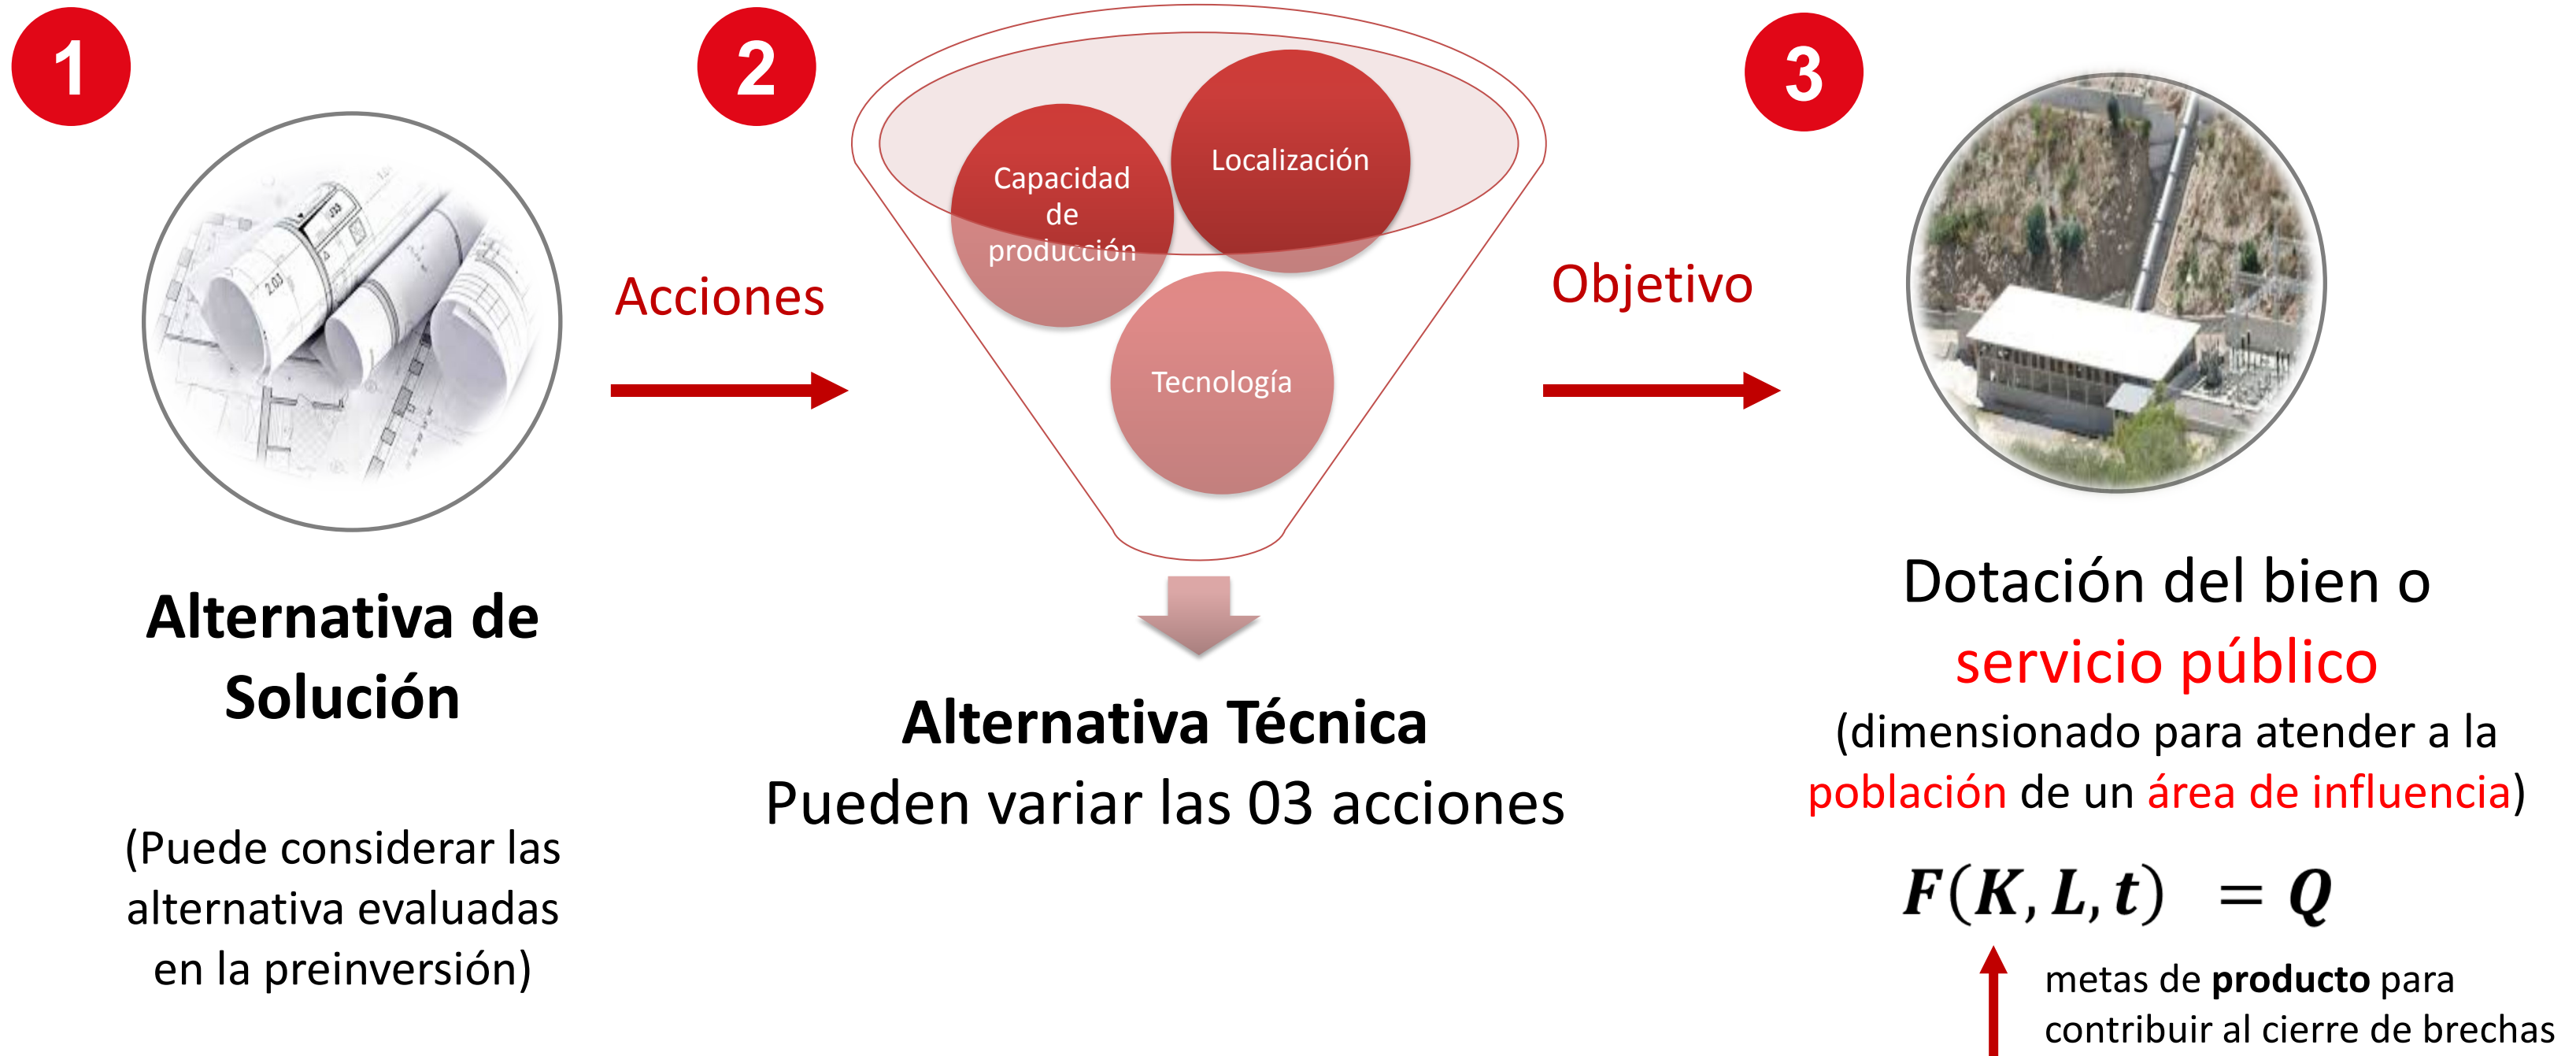 1
Alternativa de
Solución
(Puede considerar las
alternativa evaluadas
en la preinversión)
Acciones
2
Capacidad
de
producción
Localización
Tecnología
Alternativa Técnica
Pueden variar las 03 acciones
Objetivo
3
Dotación del bien o
servicio público
(dimensionado para atender a la
población de un área de influencia)
F(K, L, t) = Q
metas de producto para
contribuir al cierre de brechas
2.03